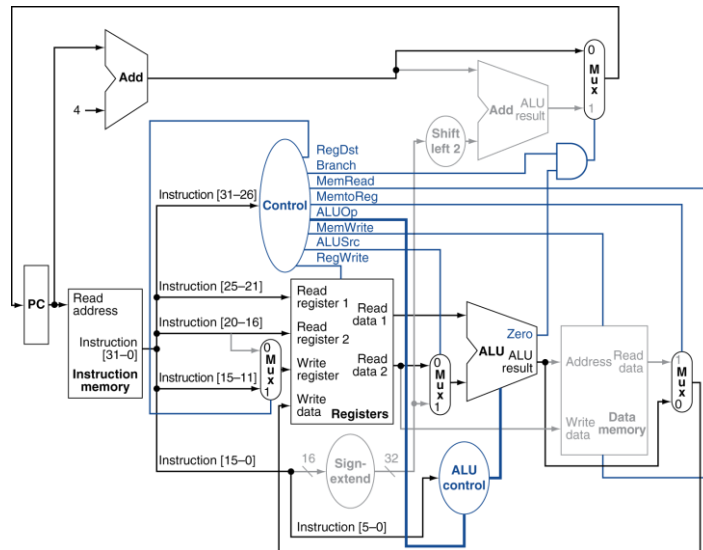 Add
4
Add
ALU
result
0
M
u
x
1
Shift
left 2
RegDst
Branch
MemRead
MemtoReg
ALUOp
MemWrite
ALUSrc
RegWrite
Control
Instruction [31–26]
Instruction [25–21]
Instruction [20–16]
Instruction [15–11]
Instruction [15–0]
Instruction [5–0]
PC
Read
address
Instruction
[31–0]
Instruction
memory
0
M
u
x
1
Read
register 1
Read
register 2
Write
register
Write
data
Read
data 1
Read
data 2
Registers
0
M
u
x
1
Zero
ALU
ALU
result
Address
Read
data
Write
data
Data
memory
1
M
u
x
0
16
Sign-
extend
32
ALU
control